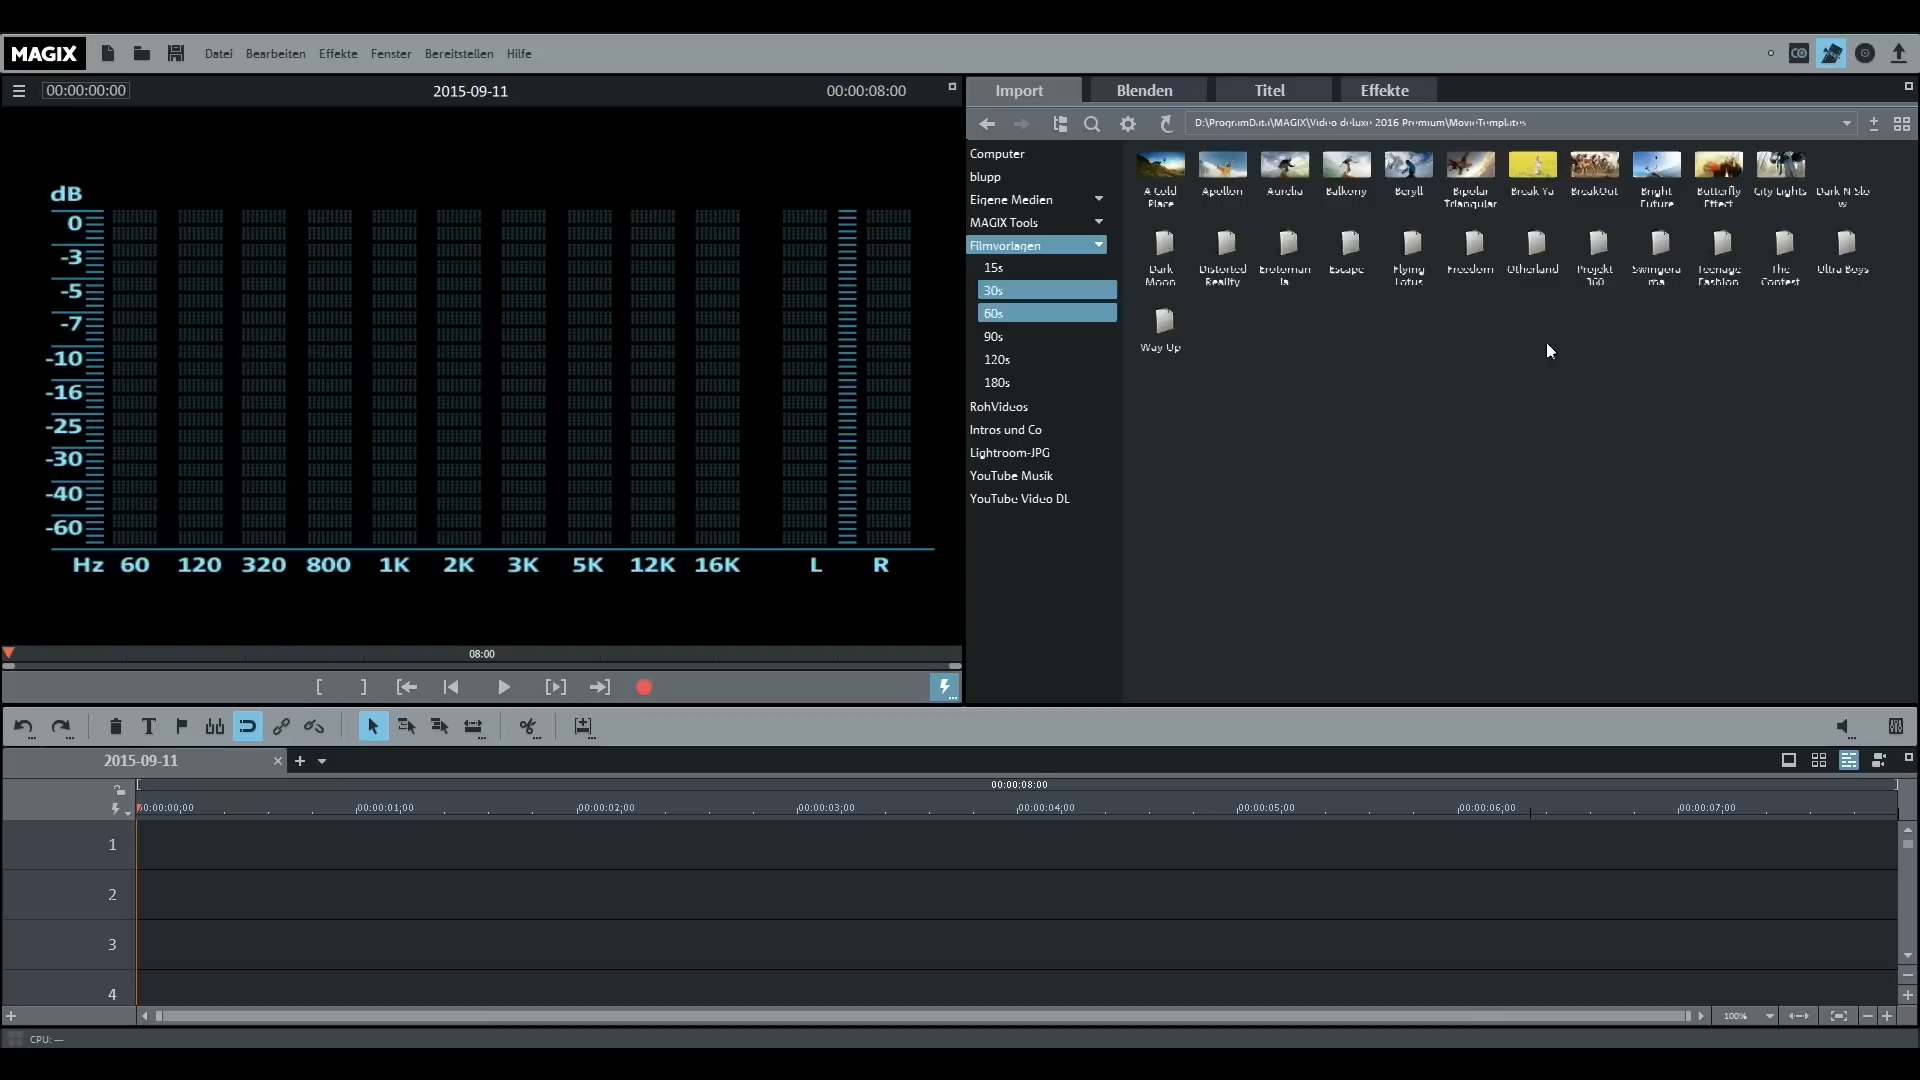 MAGIX Datei Bearbeiten Effekte Fenster Bereitstellen Hilfe
00:00:00:00 2015-09-11 00:00:08:00
Import Blenden Titel Effekte
D:\ProgramData\MAGIX\Video deluxe 2016 Premium\MovieTemplates
Computer
blupp
Eigene Medien
MAGIX Tools
Filmvorlagen
15s
30s
60s
90s
120s
180s
RohVideos
Intros und Co
Lightroom-JPG
YouTube Musik
YouTube Video DL
A Cold Place
Apollon
Aurelia
Balkony
Beryll
Bipolar Triangular
Break Ya
BreakOut
Bright Future
Butterfly Effect
City Lights
Dark N Slow
Dark Moon
Distorted Reality
Erotomania
Escape
Flying Lotus
Freedom
Otherland
Projekt 360
Swingorama
Teenage Fashion
The Contest
Ultra Boys
Way Up
dB
0
-3
-5
-7
-10
-16
-25
-30
-40
-60
Hz 60 120 320 800 1K 2K 3K 5K 12K 16K L R
08:00
2015-09-11
00:00:08:00
00:00:00;00 00:00:01;00 00:00:02;00 00:00:03;00 00:00:04;00 00:00:05;00 00:00:06;00 00:00:07;00
1
2
3
4
100%
CPU: —